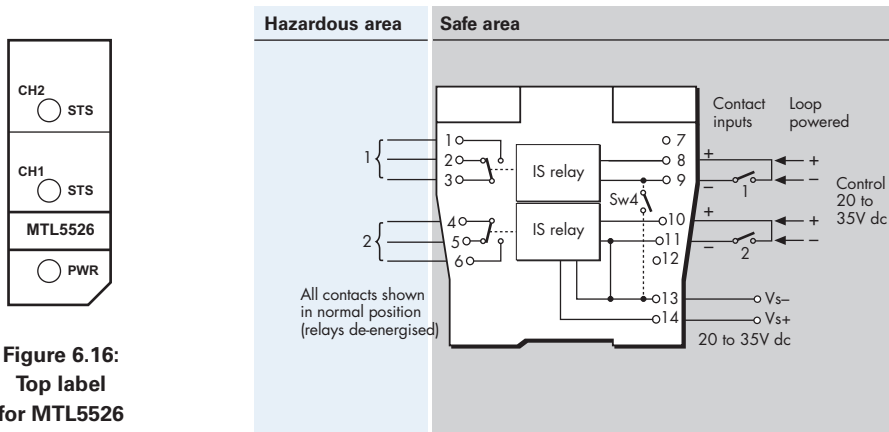 Hazardous area
Safe area
CH2
STS
CH1
STS
MTL5526
PWR
Figure 6.16:
Top label
for MTL5526
Contact
inputs
Loop
powered
1
1
2
3
IS relay
7
8
9
+
–
1
+
–
Sw4
Control
20 to
35V dc
2
4
5
6
IS relay
10
11
12
+
–
2
+
–
All contacts shown
in normal position
(relays de-energised)
13
14
Vs–
Vs+
20 to 35V dc